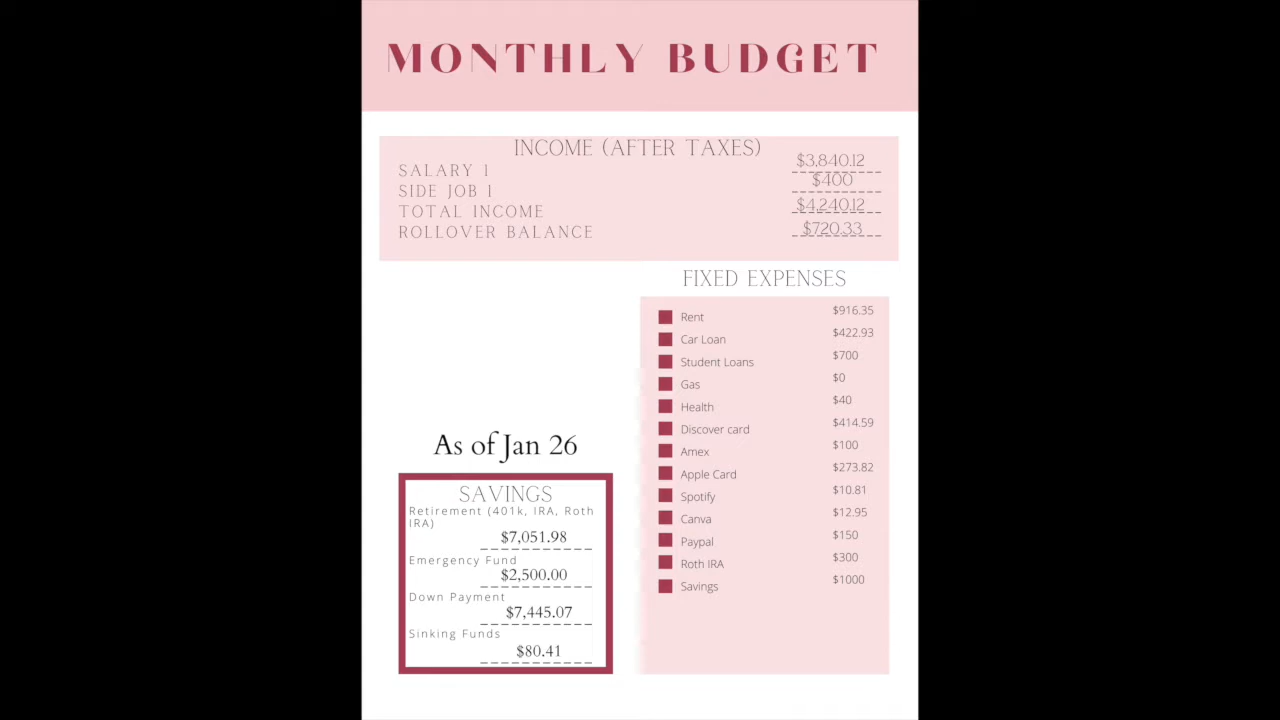 MONTHLY BUDGET
INCOME (AFTER TAXES)
SALARY 1 $3,840.12
SIDE JOB 1 $400
TOTAL INCOME $4,240.12
ROLLOVER BALANCE $720.33
FIXED EXPENSES
Rent $916.35
Car Loan $422.93
Student Loans $700
Gas $0
Health $40
Discover card $414.59
Amex $100
Apple Card $273.82
Spotify $10.81
Canva $12.95
Paypal $150
Roth IRA $300
Savings $1000
As of Jan 26
SAVINGS
Retirement (401k, IRA, Roth
IRA)
$7,051.98
Emergency Fund
$2,500.00
Down Payment
$7,445.07
Sinking Funds
$80.41